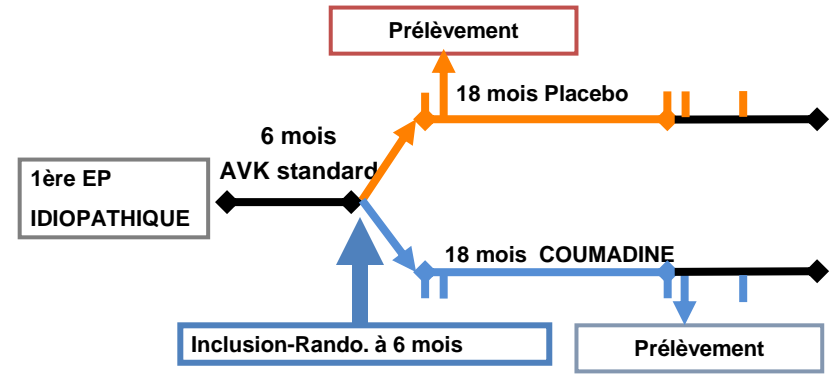 Prélèvement
18 mois Placebo
6 mois
AVK standard
1ère EP
IDIOPATHIQUE
18 mois COUMADINE
Inclusion-Rando. à 6 mois
Prélèvement